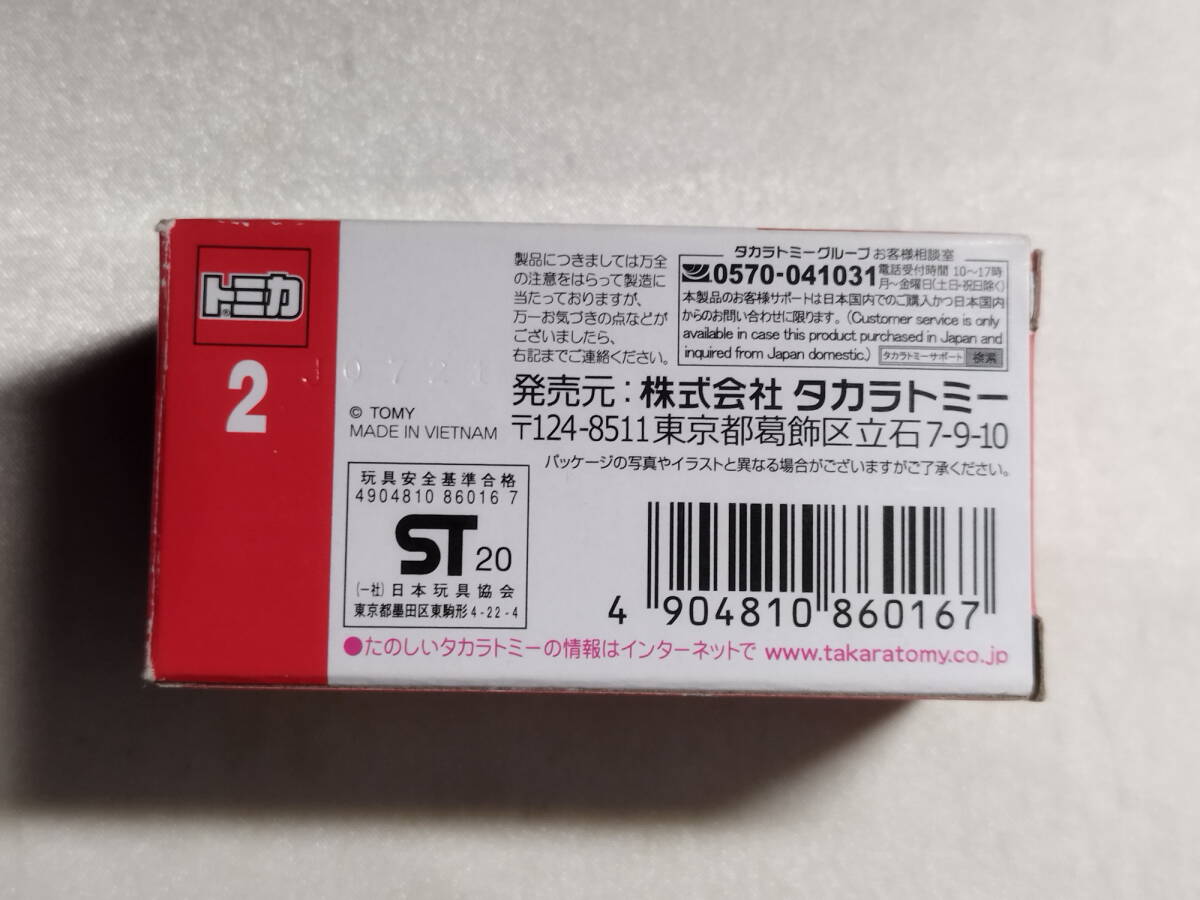 トミカ®
2
製品につきましては万全
の注意をはらって製造に
当たっておりますが、
万一お気づきの点などが
ございましたら、
右記までご連絡ください。
タカラトミーグループ お客様相談室
0570-041031
電話受付時間 10〜17時
月〜金曜日(土日・祝日除く)
本製品のお客様サポートは日本国内でのご購入かつ日本国内
からのお問い合わせに限ります。(Customer service is only
available in case this product purchased in Japan and
inquired from Japan domestic.) タカラトミーサポート 検索
発売元：株式会社 タカラトミー
〒124-8511 東京都葛飾区立石7-9-10
© TOMY
MADE IN VIETNAM
パッケージの写真やイラストと異なる場合がございますがご了承ください。
玩具安全基準合格
4904810 86016 7
ST 20
(一社)日本玩具協会
東京都墨田区東駒形4-22-4
4 904810 860167
●たのしいタカラトミーの情報はインターネットで www.takaratomy.co.jp